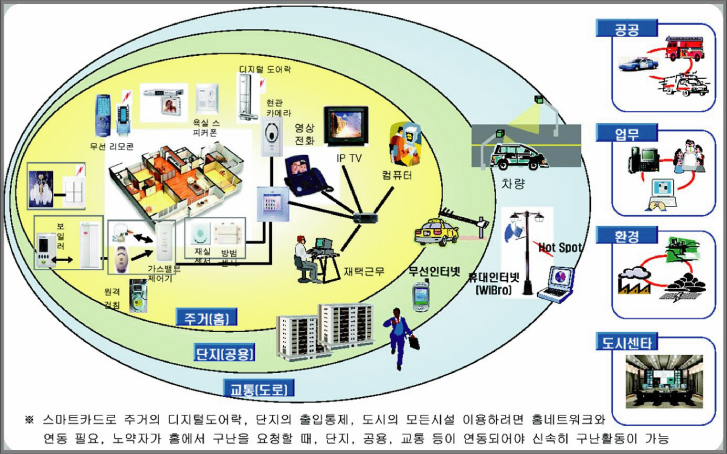 공공
디지털 도어락
현관
카메라
욕실 스
피커폰
무선 리모콘
영상
전화
IP TV
컴퓨터
업무
차량
보일
러
가스밸브
제어기
재실
센서
방범
원격
검침
재택근무
무선인터넷
휴대인터넷
(WIBro)
Hot Spot
환경
주거(홈)
단지(공용)
교통(도로)
도시센타
※ 스마트카드로 주거의 디지털도어락, 단지의 출입통제, 도시의 모든시설 이용하려면 홈네트워크와
연동 필요, 노약자가 홈에서 구난을 요청할 때, 단지, 공용, 교통 등이 연동되어야 신속히 구난활동이 가능